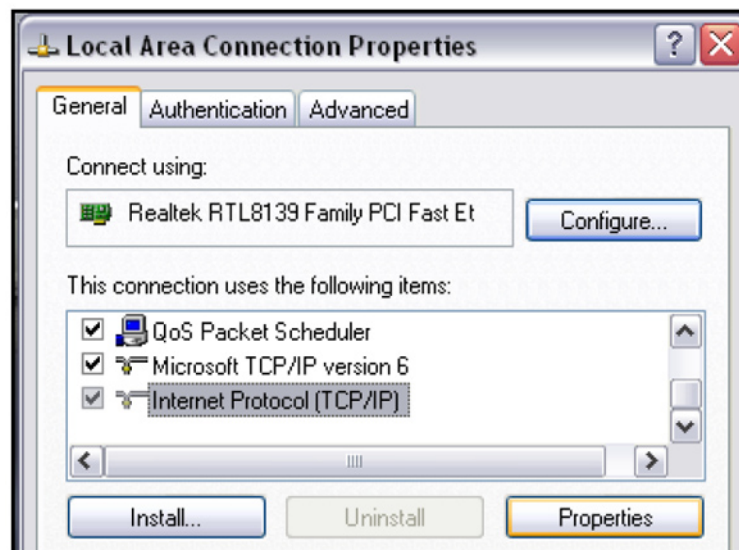 Local Area Connection Properties
General Authentication Advanced
Connect using:
Realtek RTL8139 Family PCI Fast Et
Configure...
This connection uses the following items:
QoS Packet Scheduler
Microsoft TCP/IP version 6
Internet Protocol (TCP/IP)
Install... Uninstall Properties